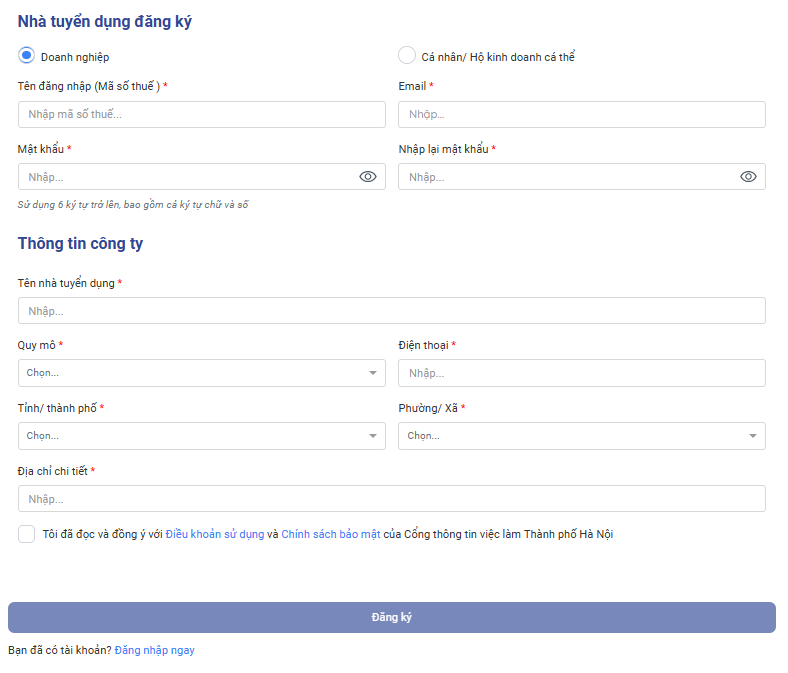 Nhà tuyển dụng đăng ký
Doanh nghiệp Cá nhân/ Hộ kinh doanh cá thể
Tên đăng nhập (Mã số thuế ) * Email *
Nhập mã số thuế... Nhập...
Mật khẩu * Nhập lại mật khẩu *
Nhập... Nhập...
Sử dụng 6 ký tự trở lên, bao gồm cả ký tự chữ và số
Thông tin công ty
Tên nhà tuyển dụng *
Nhập...
Quy mô * Điện thoại *
Chọn... Nhập...
Tỉnh/ thành phố * Phường/ Xã *
Chọn... Chọn...
Địa chỉ chi tiết *
Nhập...
Tôi đã đọc và đồng ý với Điều khoản sử dụng và Chính sách bảo mật của Cổng thông tin việc làm Thành phố Hà Nội
Đăng ký
Bạn đã có tài khoản? Đăng nhập ngay